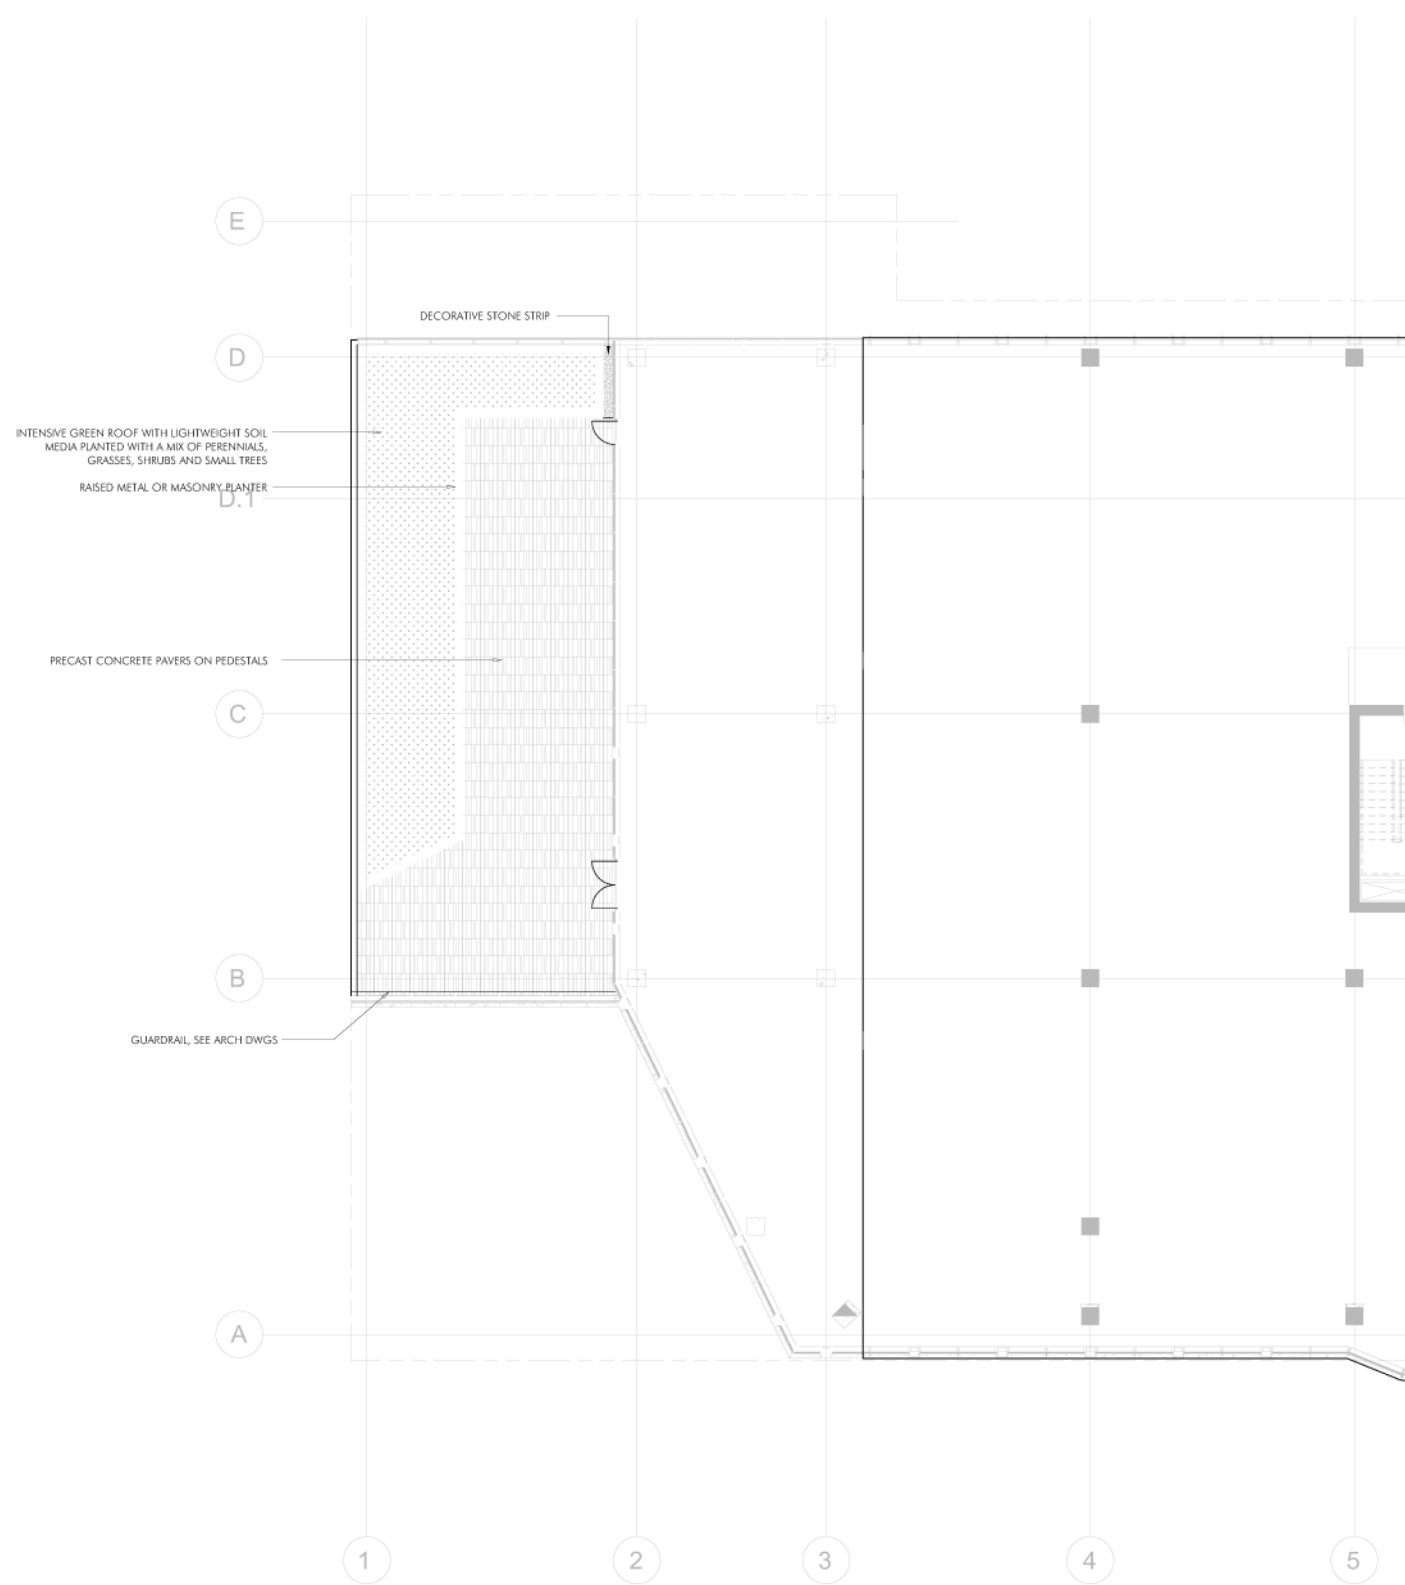 E
DECORATIVE STONE STRIP
D
INTENSIVE GREEN ROOF WITH LIGHTWEIGHT SOIL
MEDIA PLANTED WITH A MIX OF PERENNIALS,
GRASSES, SHRUBS AND SMALL TREES
RAISED METAL OR MASONRY PLANTER
D.1
PRECAST CONCRETE PAVERS ON PEDESTALS
C
B
GUARDRAIL, SEE ARCH DWGS
A
1 2 3 4 5